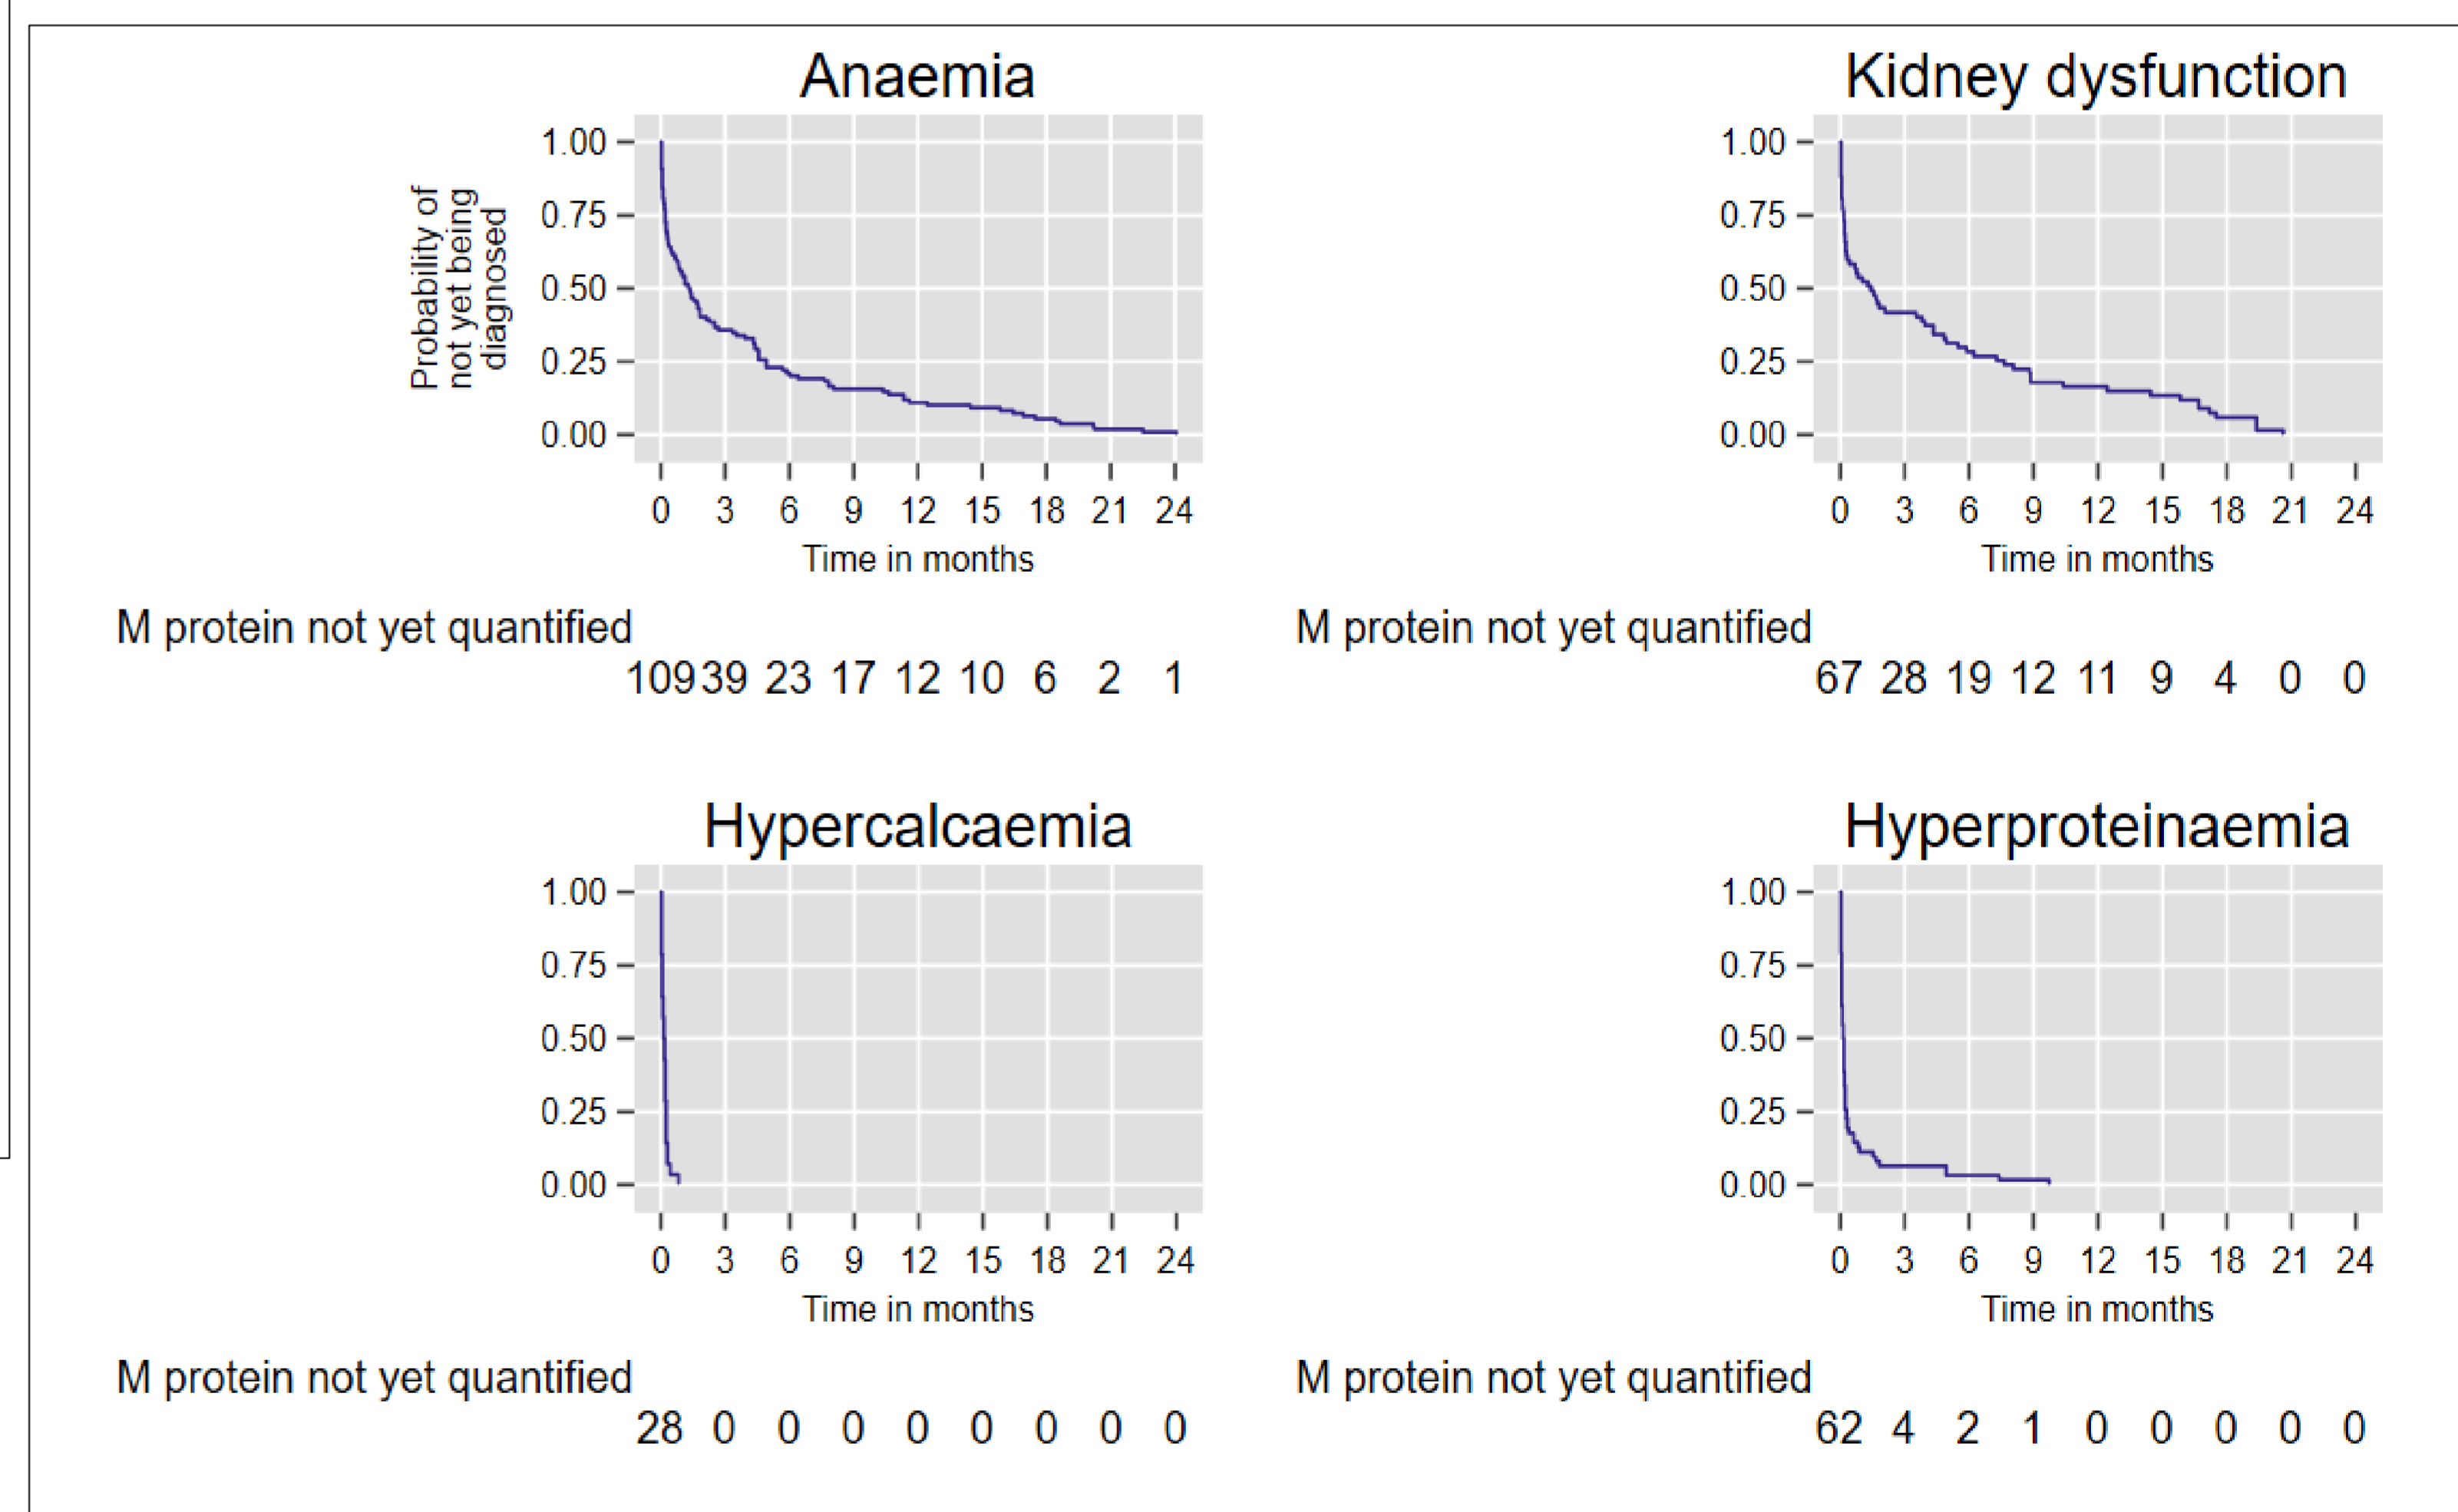 Anaemia
Probability of
not yet being
diagnosed
1.00
0.75
0.50
0.25
0.00
0 3 6 9 12 15 18 21 24
Time in months
M protein not yet quantified
109 39 23 17 12 10 6 2 1
Kidney dysfunction
1.00
0.75
0.50
0.25
0.00
0 3 6 9 12 15 18 21 24
Time in months
M protein not yet quantified
67 28 19 12 11 9 4 0 0
Hypercalcaemia
1.00
0.75
0.50
0.25
0.00
0 3 6 9 12 15 18 21 24
Time in months
M protein not yet quantified
28 0 0 0 0 0 0 0 0
Hyperproteinaemia
1.00
0.75
0.50
0.25
0.00
0 3 6 9 12 15 18 21 24
Time in months
M protein not yet quantified
62 4 2 1 0 0 0 0 0